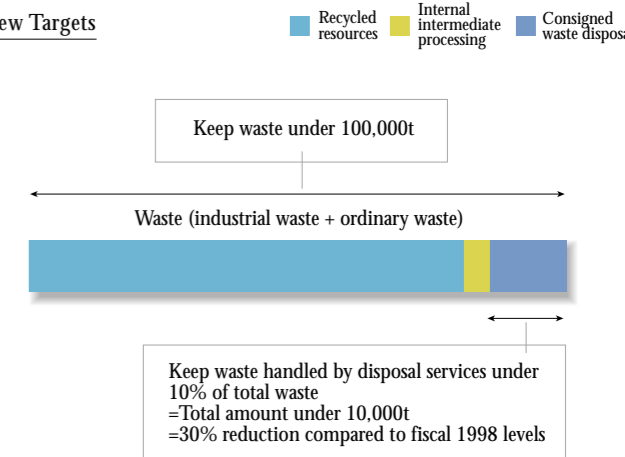 ew Targets
Recycled
resources
Internal
intermediate
processing
Consigned
waste disposa
Keep waste under 100,000t
Waste (industrial waste + ordinary waste)
Keep waste handled by disposal services under
10% of total waste
=Total amount under 10,000t
=30% reduction compared to fiscal 1998 levels